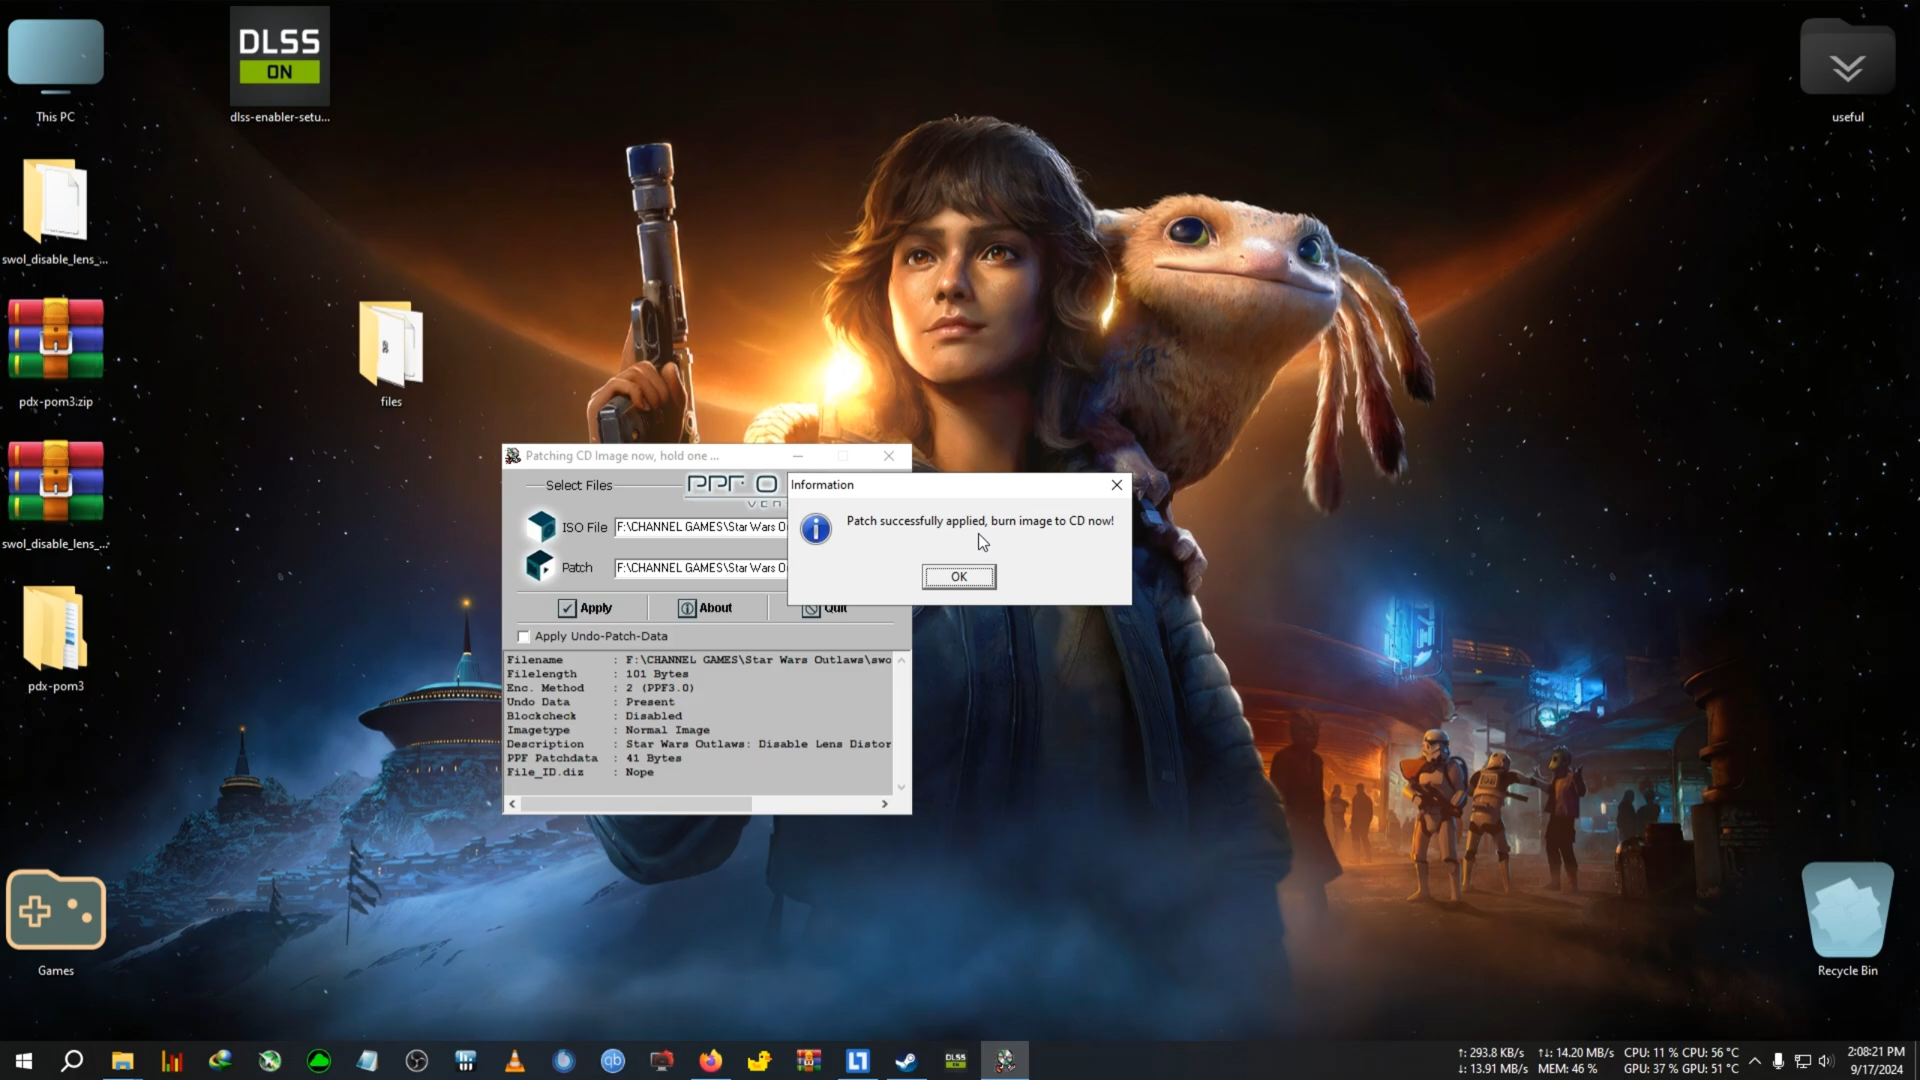 This PC
DLSS
ON
dlss-enabler-setu...
useful
swol_disable_lens_...
pdx-pom3.zip
files
swol_disable_lens_...
pdx-pom3
Games
Recycle Bin
Patching CD Image now, hold one ...
Select Files
PPF O
ISO File
F:\CHANNEL GAMES\Star Wars O
Patch
F:\CHANNEL GAMES\Star Wars O
Apply
About
Quit
Apply Undo-Patch-Data
Filename : F:\CHANNEL GAMES\Star Wars Outlaws\swo
Filelength : 101 Bytes
Enc. Method : 2 (PPF3.0)
Undo Data : Present
Blockcheck : Disabled
Imagetype : Normal Image
Description : Star Wars Outlaws: Disable Lens Distor
PPF Patchdata : 41 Bytes
File_ID.diz : Nope
Information
Patch successfully applied, burn image to CD now!
OK
qb
DLSS
ON
↑: 293.8 KB/s ↑↓: 14.20 MB/s CPU: 11 % CPU: 56 °C
↓: 13.91 MB/s MEM: 46 % GPU: 37 % GPU: 51 °C
2:08:21 PM
9/17/2024